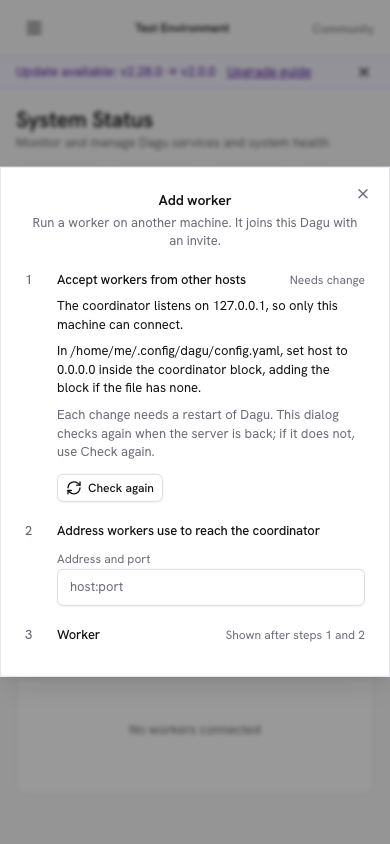 Test Environment
Community
Update available: v2.28.0 → v2.0.0 Upgrade guide
System Status
Monitor and manage Dagu services and system health
Add worker
Run a worker on another machine. It joins this Dagu with
an invite.
1 Accept workers from other hosts Needs change
The coordinator listens on 127.0.0.1, so only this
machine can connect.
In /home/me/.config/dagu/config.yaml, set host to
0.0.0.0 inside the coordinator block, adding the
block if the file has none.
Each change needs a restart of Dagu. This dialog
checks again when the server is back; if it does not,
use Check again.
Check again
2 Address workers use to reach the coordinator
Address and port
host:port
3 Worker Shown after steps 1 and 2
No workers connected